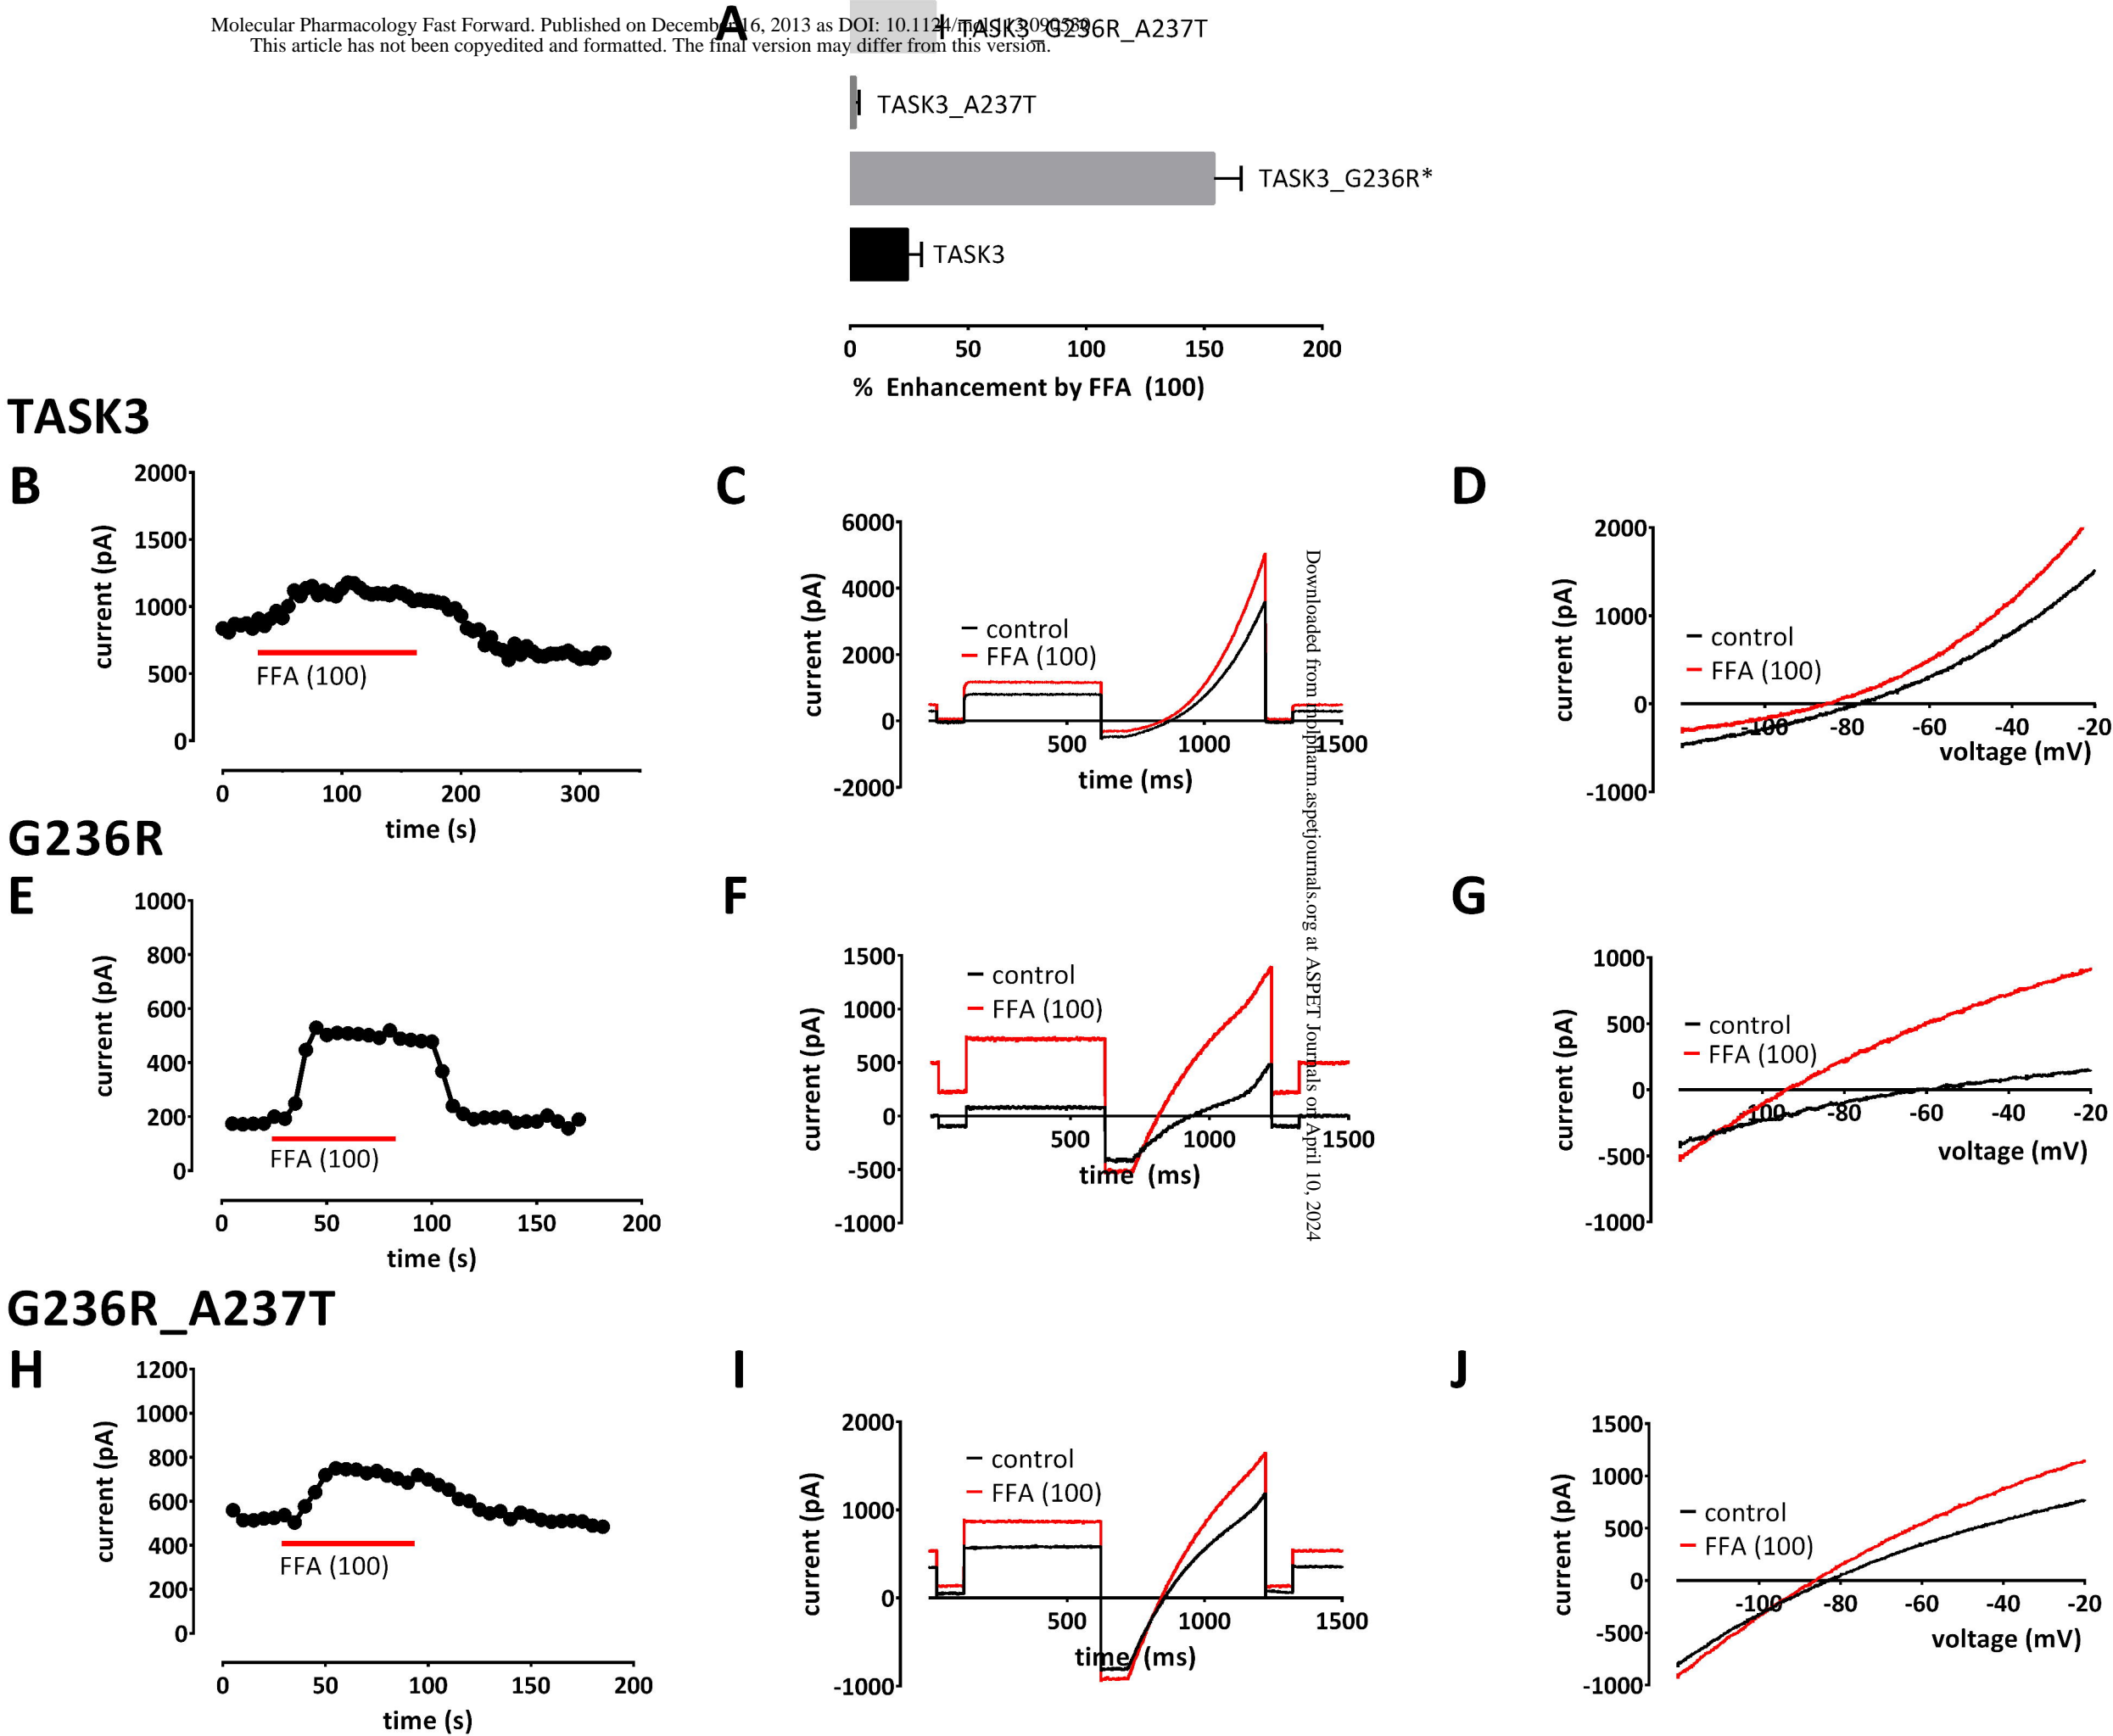 Molecular Pharmacology Fast Forward. Published on December 16, 2013 as DOI: 10.1124/mol.113.090530
This article has not been copyedited and formatted. The final version may differ from this version.
A
TASK3_G236R_A237T
TASK3_A237T
TASK3_G236R*
TASK3
0 50 100 150 200
% Enhancement by FFA (100)
TASK3
B
2000
1500
1000
500
0
current (pA)
FFA (100)
0 100 200 300
time (s)
C
6000
4000
2000
0
-2000
current (pA)
control
FFA (100)
500 1000 1500
time (ms)
D
2000
1000
0
-1000
current (pA)
control
FFA (100)
-100 -80 -60 -40 -20
voltage (mV)
Downloaded from molpharm.aspetjournals.org at ASPET Journals on April 10, 2024
G236R
E
1000
800
600
400
200
0
current (pA)
FFA (100)
0 50 100 150 200
time (s)
F
1500
1000
500
0
-500
-1000
current (pA)
control
FFA (100)
500 1000 1500
time (ms)
G
1000
500
0
-500
-1000
current (pA)
control
FFA (100)
-100 -80 -60 -40 -20
voltage (mV)
G236R_A237T
H
1200
1000
800
600
400
200
0
current (pA)
FFA (100)
0 50 100 150 200
time (s)
I
2000
1000
0
-1000
current (pA)
control
FFA (100)
500 1000 1500
time (ms)
J
1500
1000
500
0
-500
-1000
current (pA)
control
FFA (100)
-100 -80 -60 -40 -20
voltage (mV)